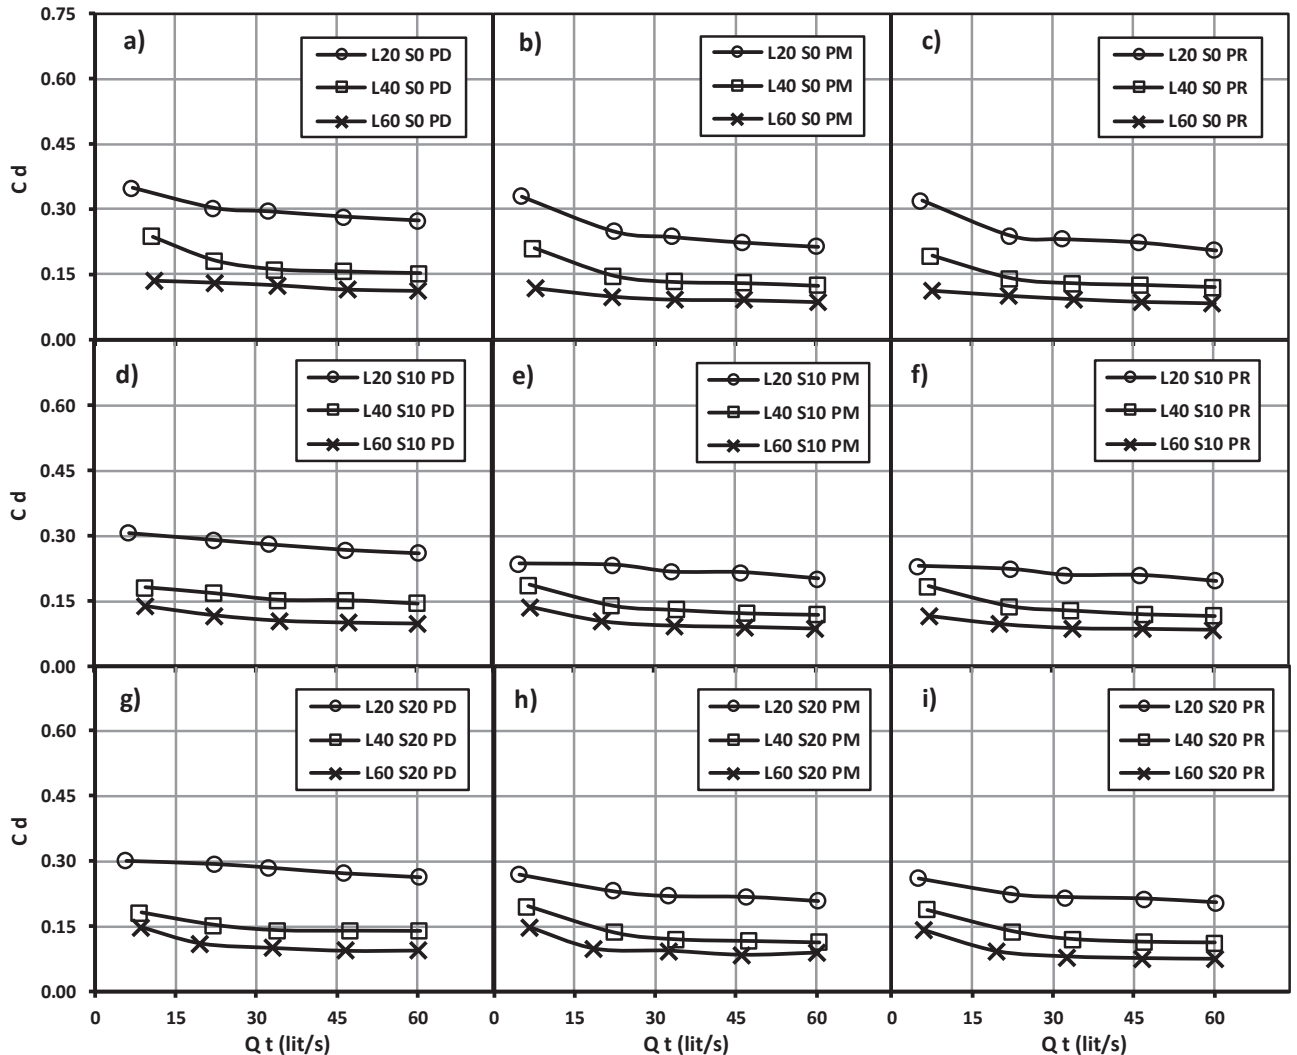 0.75
a)
L20 S0 PD
L40 S0 PD
L60 S0 PD
b)
L20 S0 PM
L40 S0 PM
L60 S0 PM
c)
L20 S0 PR
L40 S0 PR
L60 S0 PR
0.60
0.45
C d
0.30
0.15
0.00
d)
L20 S10 PD
L40 S10 PD
L60 S10 PD
e)
L20 S10 PM
L40 S10 PM
L60 S10 PM
f)
L20 S10 PR
L40 S10 PR
L60 S10 PR
0.60
0.45
C d
0.30
0.15
0.00
g)
L20 S20 PD
L40 S20 PD
L60 S20 PD
h)
L20 S20 PM
L40 S20 PM
L60 S20 PM
i)
L20 S20 PR
L40 S20 PR
L60 S20 PR
0.60
0.45
C d
0.30
0.15
0.00
0 15 30 45 60 0 15 30 45 60 0 15 30 45 60
Q t (lit/s) Q t (lit/s) Q t (lit/s)